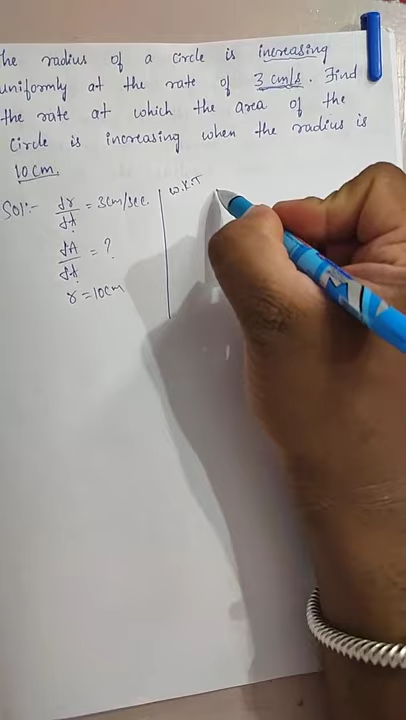 The radius of a circle is increasing
uniformly at the rate of 3 cm/s. Find
the rate at which the area of the
Circle is increasing when the radius is
10 cm.
Sol:- dr/dt = 3cm/sec.
dA/dt = ?
r = 10cm
W.K.T